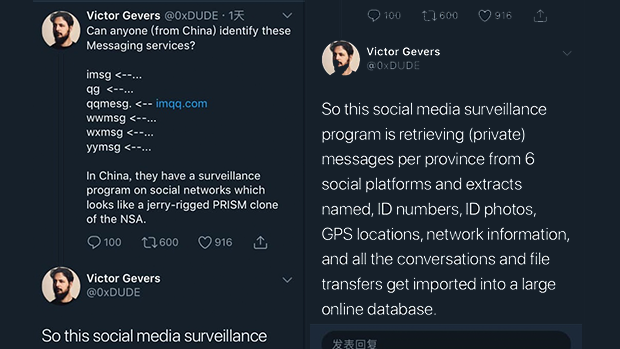 Victor Gevers @0xDUDE · 1天
Can anyone (from China) identify these
Messaging services?
imsg <--...
qg <--...
qqmesg. <-- imqq.com
wwmsg <--...
wxmsg <--...
yymsg <--...
In China, they have a surveillance
program on social networks which
looks like a jerry-rigged PRISM clone
of the NSA.
100 600 916
Victor Gevers
@0xDUDE
So this social media surveillance
100 600 916
Victor Gevers
@0xDUDE
So this social media surveillance
program is retrieving (private)
messages per province from 6
social platforms and extracts
named, ID numbers, ID photos,
GPS locations, network information,
and all the conversations and file
transfers get imported into a large
online database.
发表回复